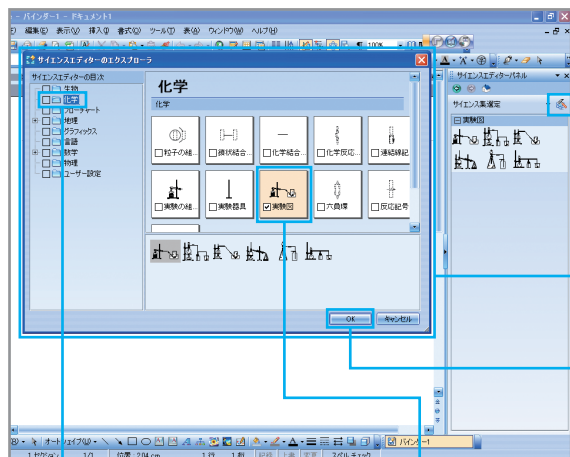 - バインダー1 - ドキュメント1
編集(E) 表示(V) 挿入(I) 書式(O) ツール(T) 表(A) ウィンドウ(W) ヘルプ(H)
100%
サイエンスエディターのエクスプローラ
サイエンスエディターの目次
生物
化学
フローチャート
地理
グラフィックス
言語
数学
物理
ユーザー設定
化学
化学
粒子の組...
鎖状結合...
化学結合...
化学反応...
連結線記
実験の組...
実験器具
実験図
六員環
反応記号
OK
キャンセル
サイエンスエディターパネル
サイエンス集選定
実験図
オートシェイプ(U)
バインダー1
1 セクション 1/1 位置: 2.04 cm 1 行 1 桁 記録 上書 変更 スペルチェック